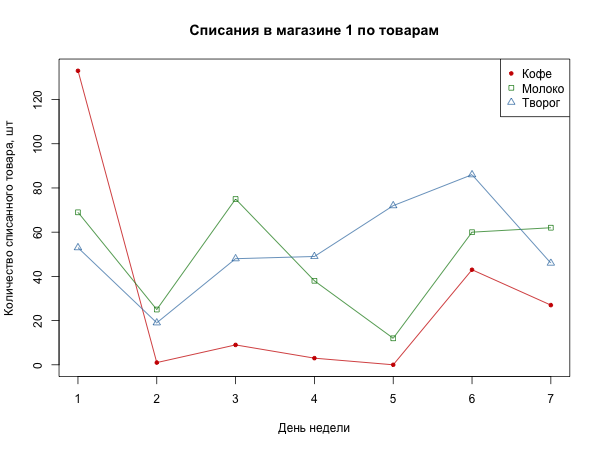 Списания в магазине 1 по товарам
Кофе
Молоко
Творог
Количество списанного товара, шт
120
100
80
60
40
20
0
1 2 3 4 5 6 7
День недели